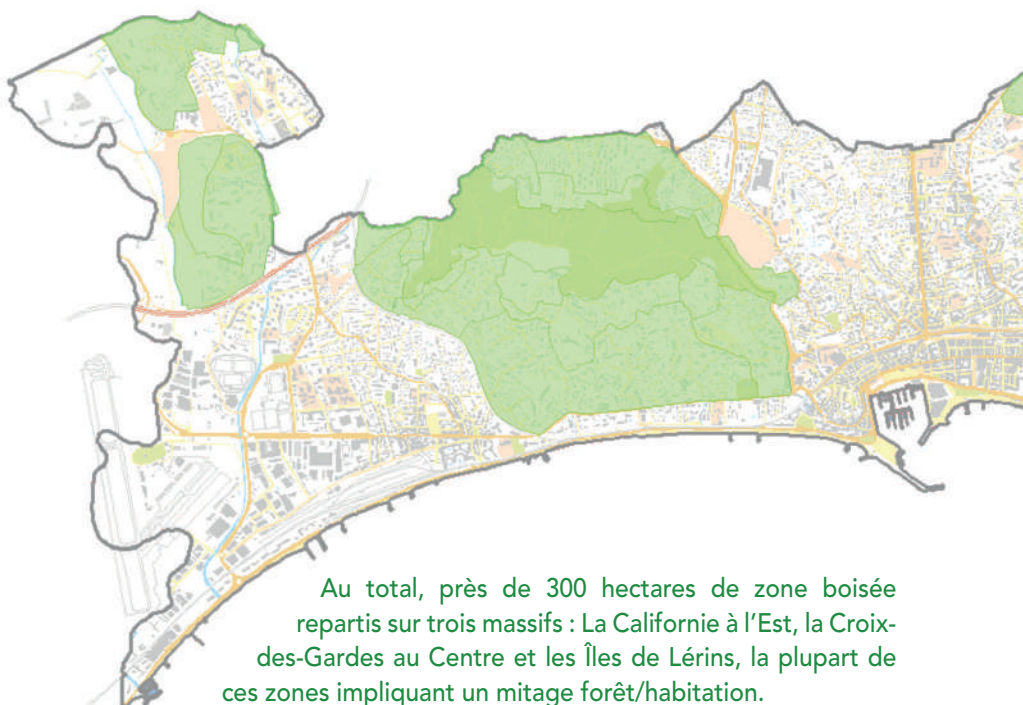 Au total, près de 300 hectares de zone boisée
repartis sur trois massifs : La Californie à l’Est, la Croix-
des-Gardes au Centre et les Îles de Lérins, la plupart de
ces zones impliquant un mitage forêt/habitation.